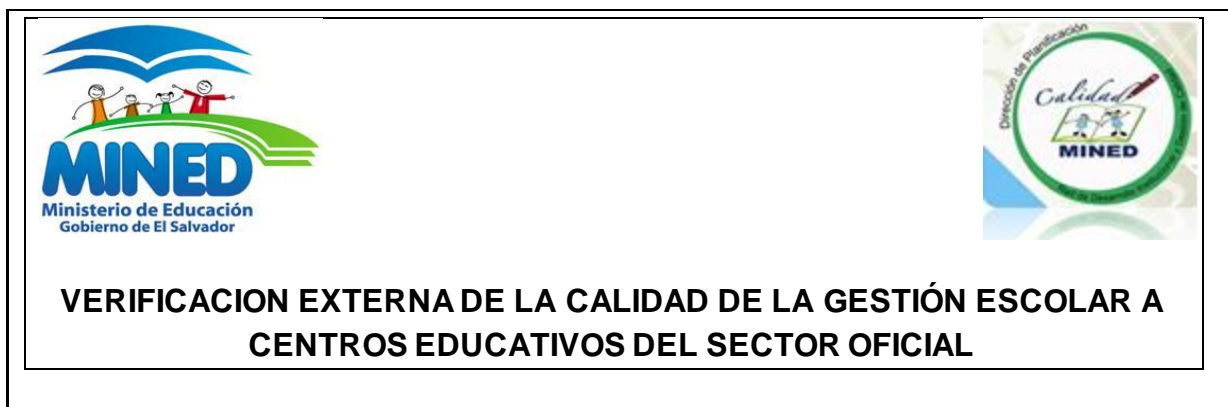 MINED
Ministerio de Educación
Gobierno de El Salvador
Dirección de Planificación
Calidad
MINED
VERIFICACION EXTERNA DE LA CALIDAD DE LA GESTIÓN ESCOLAR A
CENTROS EDUCATIVOS DEL SECTOR OFICIAL